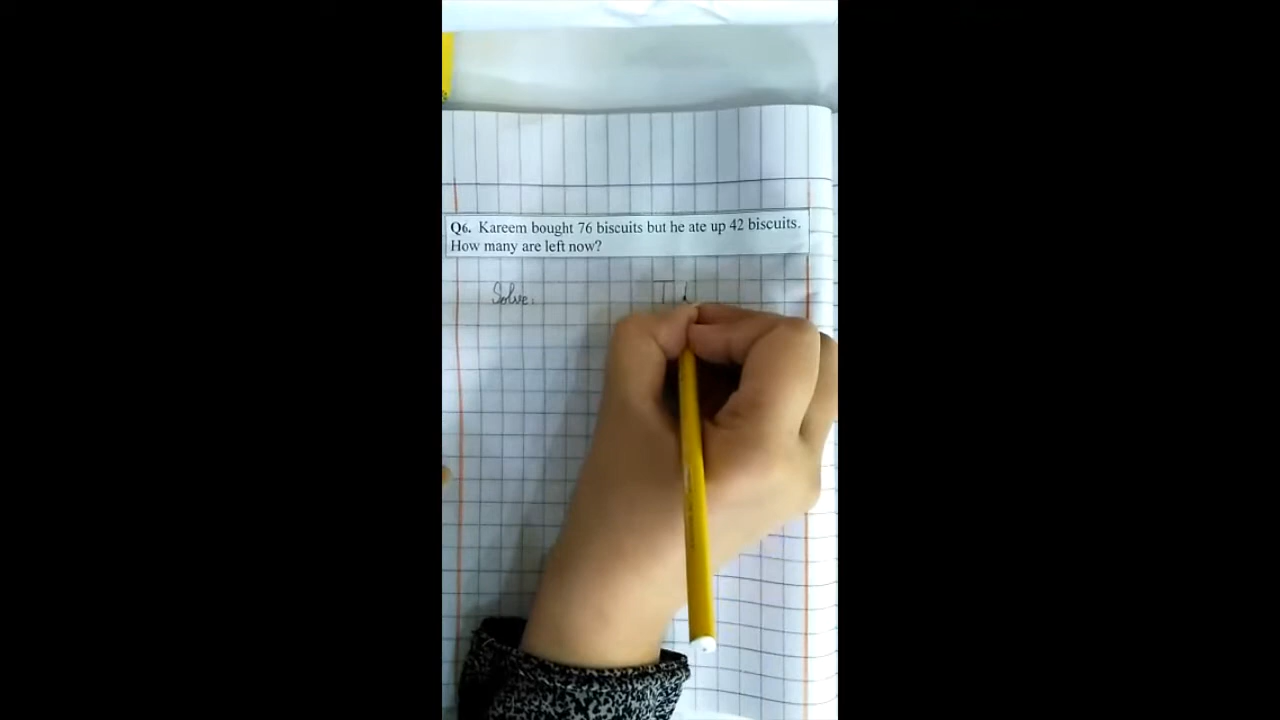 Q6. Kareem bought 76 biscuits but he ate up 42 biscuits.
How many are left now?
Solve: T